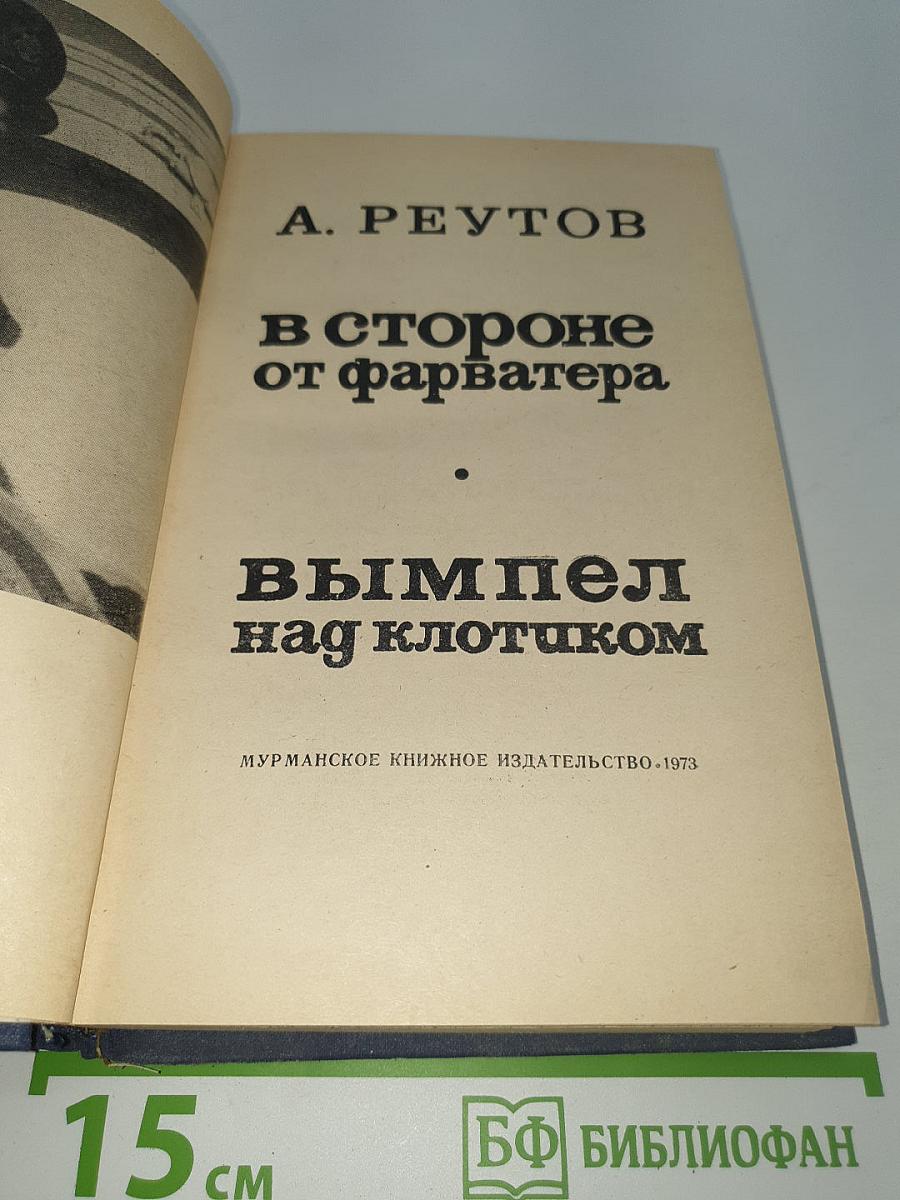 А. РЕУТОВ
В СТОРОНЕ
ОТ ФАРВАТЕРА
•
ВЫМПЕЛ
НАД КЛОТИКОМ
МУРМАНСКОЕ КНИЖНОЕ ИЗДАТЕЛЬСТВО • 1973
15 см
БФ БИБЛИОФАН